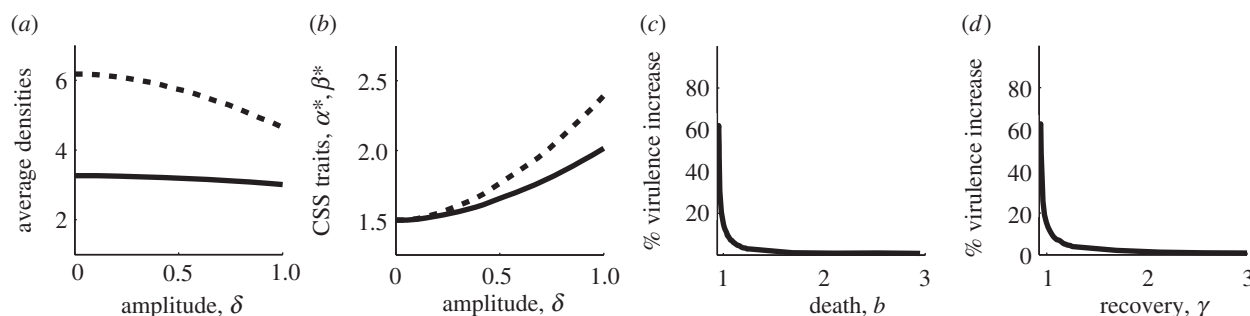 (a)
average densities
6
4
2
0
0.5
1.0
amplitude, δ
(b)
CSS traits, α*, β*
2.5
2.0
1.5
0
0.5
1.0
amplitude, δ
(c)
% virulence increase
80
60
40
20
1
2
3
death, b
(d)
% virulence increase
80
60
40
20
0
1
2
3
recovery, γ